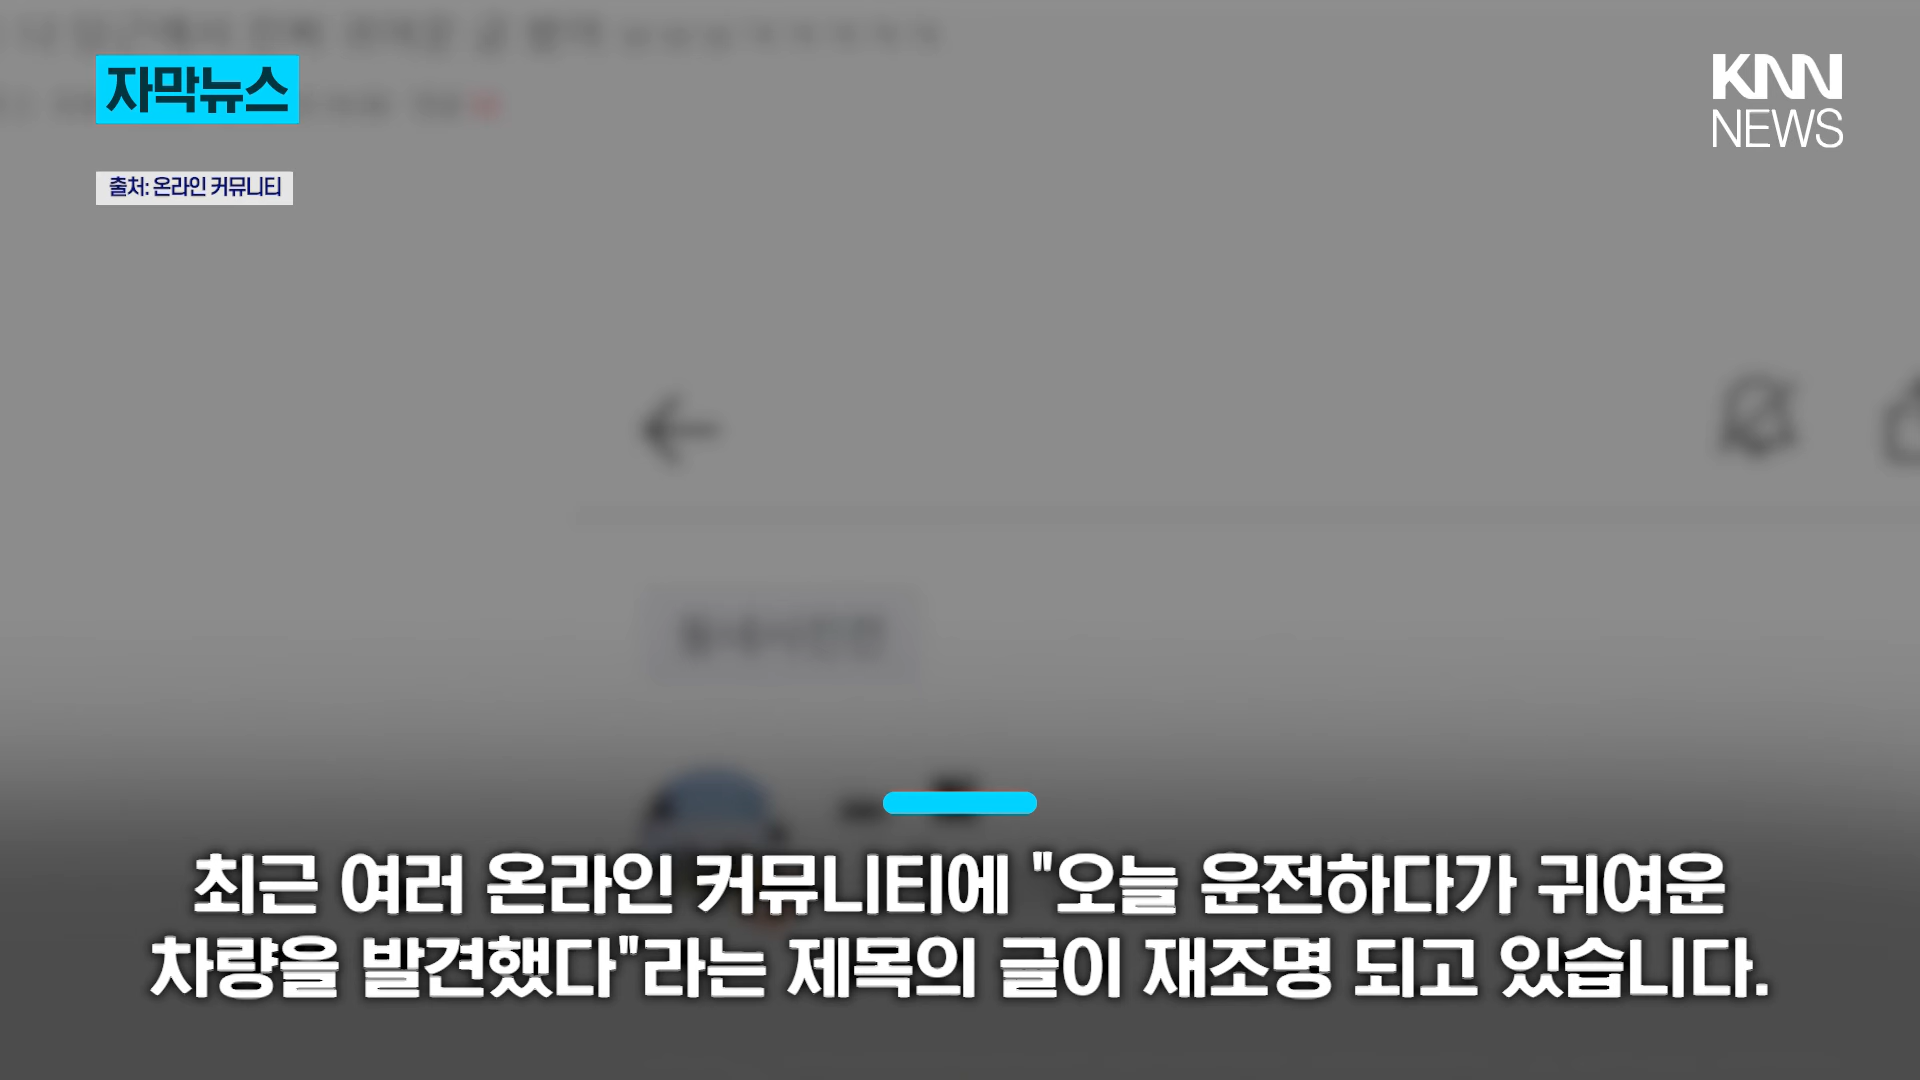 자막뉴스
KNN
NEWS
출처: 온라인 커뮤니티
최근 여러 온라인 커뮤니티에 "오늘 운전하다가 귀여운
차량을 발견했다"라는 제목의 글이 재조명 되고 있습니다.